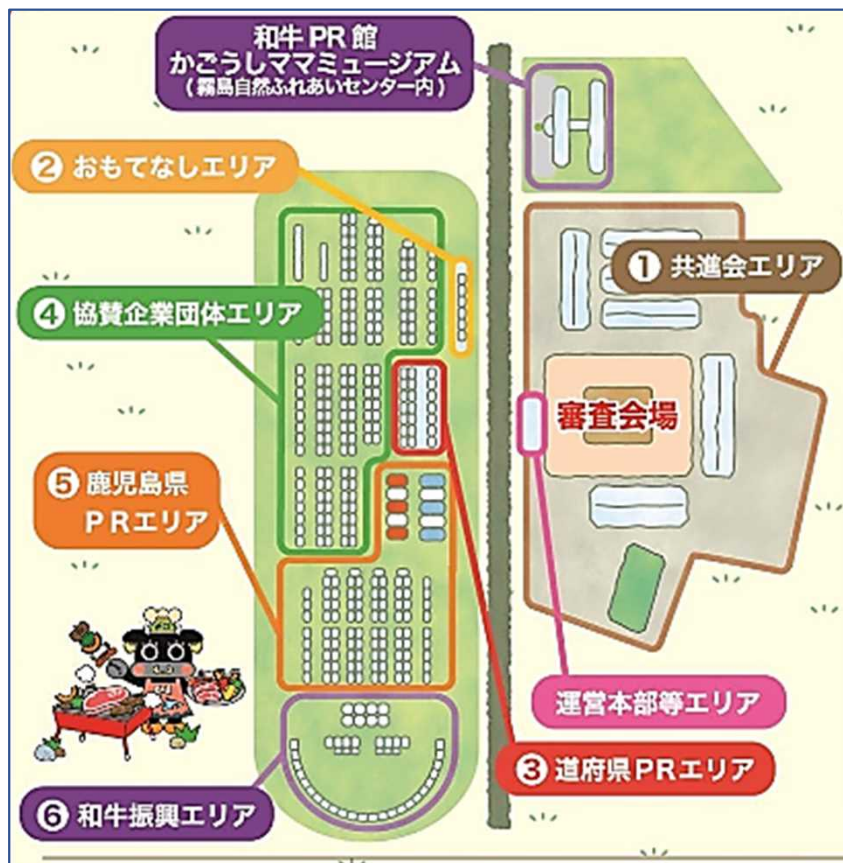 和牛PR館
かごうしママミュージアム
(霧島自然ふれあいセンター内)
② おもてなしエリア
① 共進会エリア
④ 協賛企業団体エリア
審査会場
⑤ 鹿児島県
PRエリア
運営本部等エリア
③ 道府県PRエリア
⑥ 和牛振興エリア